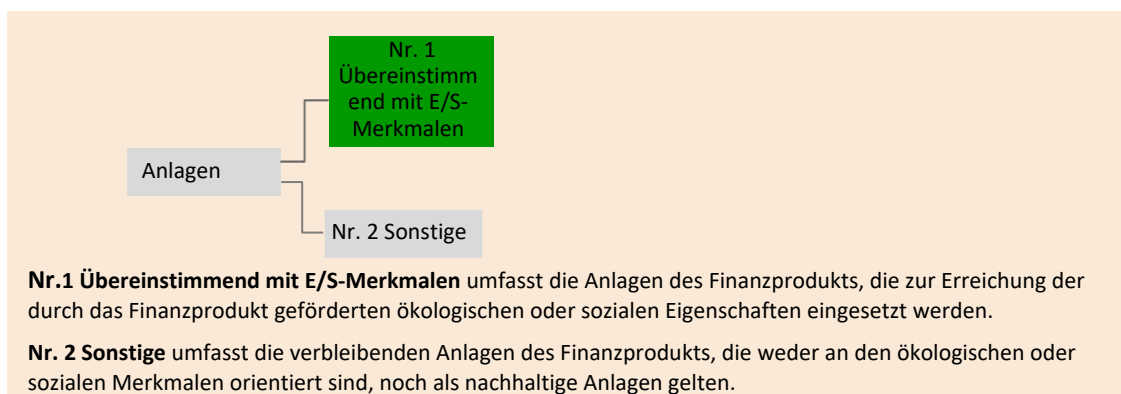 Nr. 1
Übereinstimm
end mit E/S-
Merkmalen
Anlagen
Nr. 2 Sonstige
Nr.1 Übereinstimmend mit E/S-Merkmalen umfasst die Anlagen des Finanzprodukts, die zur Erreichung der
durch das Finanzprodukt geförderten ökologischen oder sozialen Eigenschaften eingesetzt werden.
Nr. 2 Sonstige umfasst die verbleibenden Anlagen des Finanzprodukts, die weder an den ökologischen oder
sozialen Merkmalen orientiert sind, noch als nachhaltige Anlagen gelten.